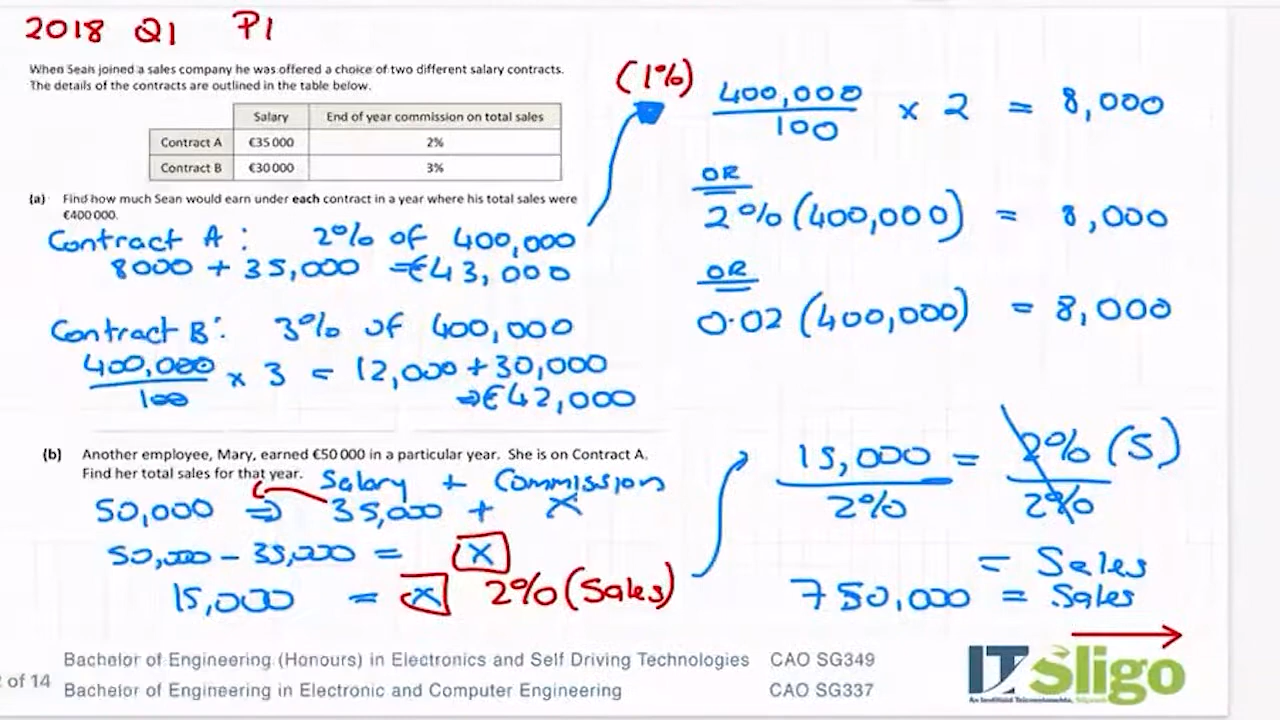 2018 Q1 P1
When Sean joined a sales company he was offered a choice of two different salary contracts.
The details of the contracts are outlined in the table below.
Salary End of year commission on total sales
Contract A €35 000 2%
Contract B €30 000 3%
(a) Find how much Sean would earn under each contract in a year where his total sales were
€400 000.
Contract A : 2% of 400,000
8000 + 35,000 = €43,000
Contract B : 3% of 400,000
400,000
100
x 3 = 12,000 + 30,000
⇒ €42,000
(1%)
400,000
100
x 2 = 8,000
OR
2% (400,000) = 8,000
OR
0.02 (400,000) = 8,000
(b) Another employee, Mary, earned €50 000 in a particular year. She is on Contract A.
Find her total sales for that year.
Salary + Commission
50,000 ⇒ 35,000 + x
50,000 - 35,000 = x
15,000 = x 2% (Sales)
15,000 = 2% (S)
2% 2%
= Sales
750,000 = Sales
2 of 14
Bachelor of Engineering (Honours) in Electronics and Self Driving Technologies CAO SG349
Bachelor of Engineering in Electronic and Computer Engineering CAO SG337
IT Sligo